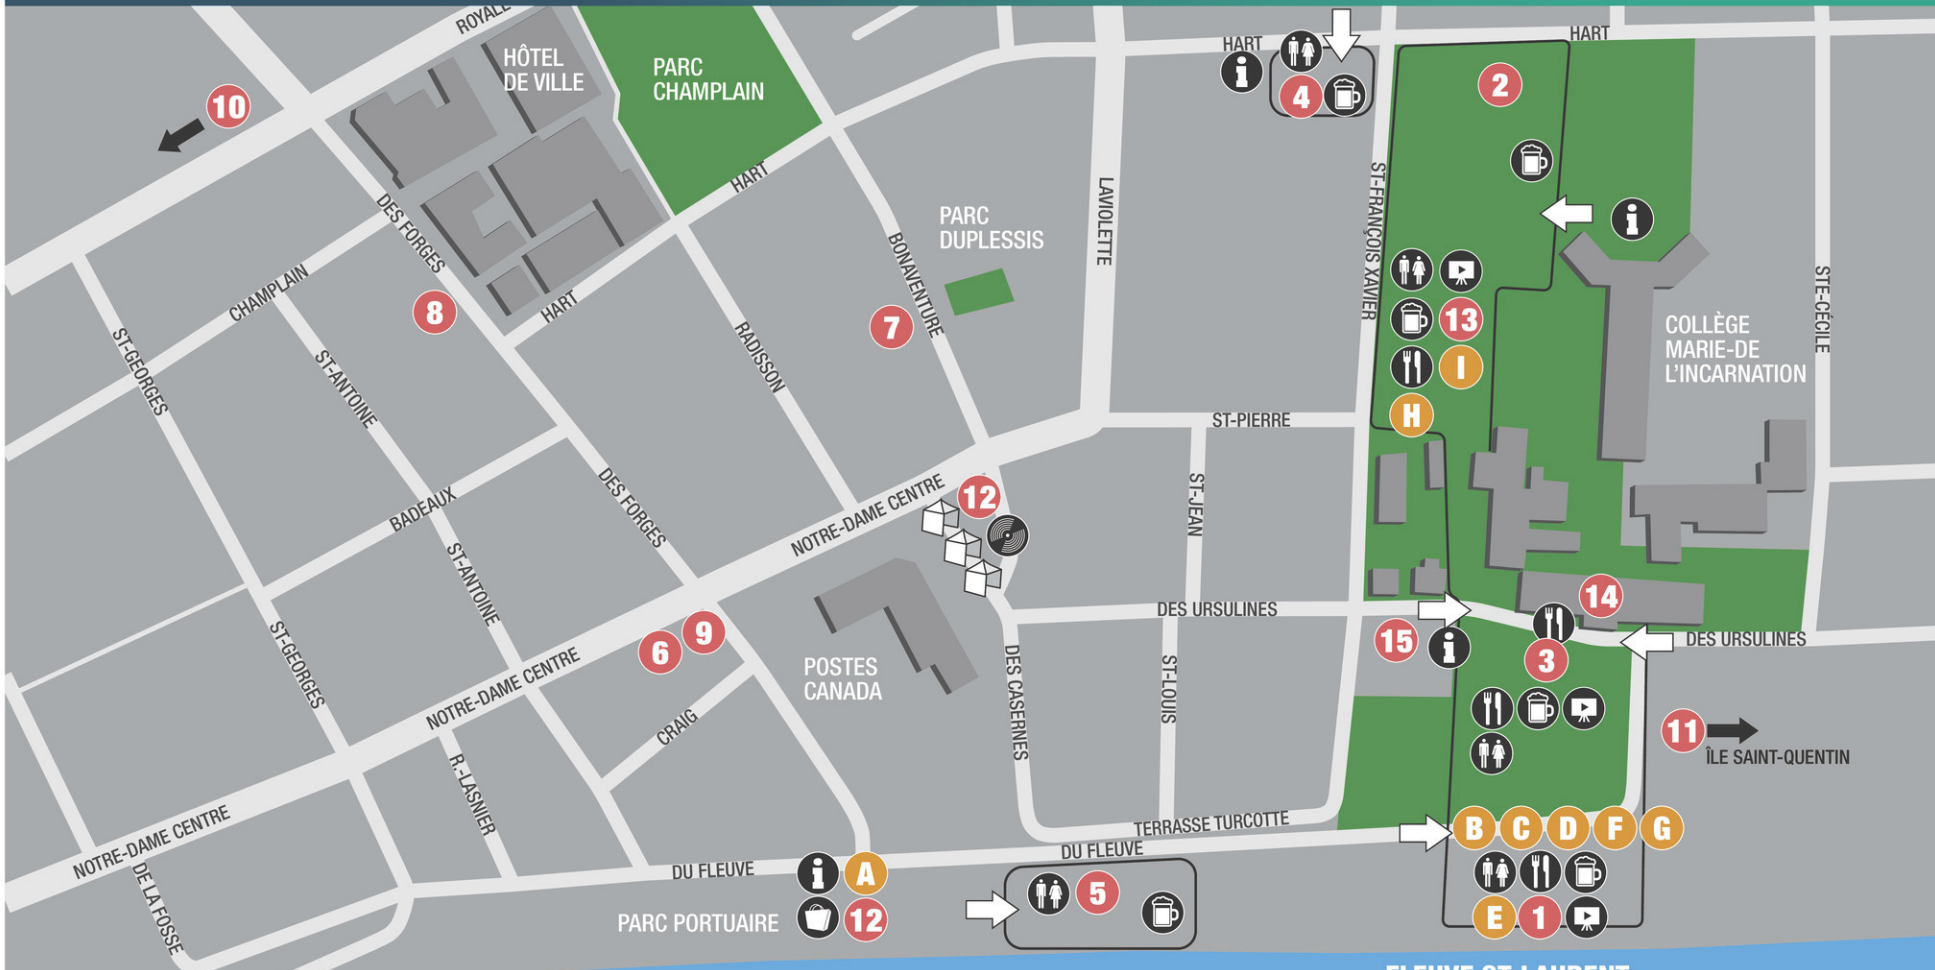 ROYALE
HÔTEL
DE VILLE
PARC
CHAMPLAIN
HART
HART
10
4
2
HART
DES FORGES
PARC
DUPLESSIS
LAVIOLETTE
ST-FRANÇOIS XAVIER
BONAVENTURE
CHAMPLAIN
8
HART
7
13
I
H
STE-CÉCILE
COLLÈGE
MARIE-DE
L'INCARNATION
ST-GEORGES
ST-ANTOINE
RADISSON
ST-PIERRE
BADEAUX
DES FORGES
NOTRE-DAME CENTRE
12
ST-JEAN
ST-ANTOINE
14
DES URSULINES
15
3
DES URSULINES
6
9
ST-GEORGES
NOTRE-DAME CENTRE
POSTES
CANADA
DES CASERNES
ST-LOUIS
CRAIG
11
ÎLE SAINT-QUENTIN
R.-LASNIER
NOTRE-DAME CENTRE
TERRASSE TURCOTTE
B C D F G
DU FLEUVE
DU FLEUVE
A
DE LA FOSSE
PARC PORTUAIRE
12
5
E 1
FLEUVE ST-LAURENT